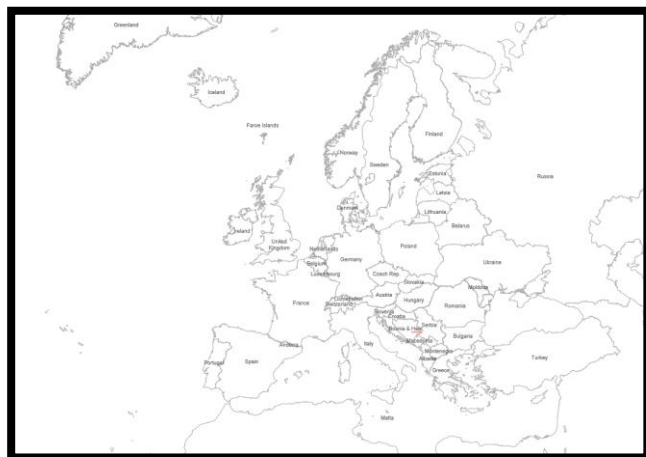 Greenland
Iceland
Faroe Islands
Finland
Norway
Sweden
Russia
Estonia
Latvia
Denmark
Lithuania
Belarus
Ireland
United
Kingdom
Netherlands
Poland
Germany
Belgium
Luxembourg
Ukraine
Czech Rep.
Slovakia
Moldova
Austria
Liechtenstein
Switzerland
Hungary
France
Romania
Slovenia
Croatia
Bosnia & Herz.
Serbia
Bulgaria
Italy
Macedonia
Montenegro
Andorra
Albania
Portugal
Spain
Turkey
Greece
Malta